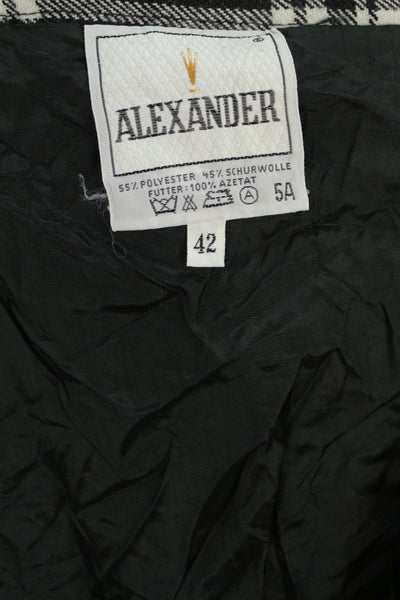 ®
ALEXANDER
55% POLYESTER 45% SCHURWOLLE
FUTTER: 100% AZETAT
A 5A
42